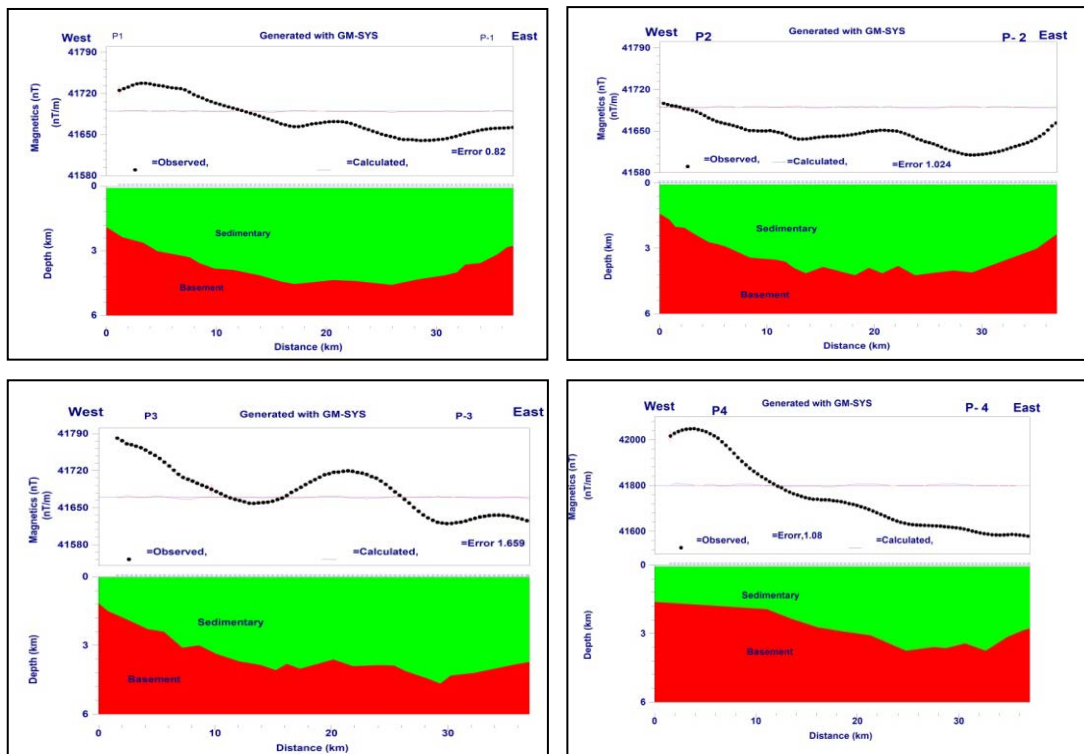 West P1 Generated with GM-SYS P-1 East
41790
41720
41650
41580
Magnetics (nT)
(nT/m)
=Observed, =Calculated, =Error 0.82
0
3
6
Depth (km)
Sedimentary
Basement
0 10 20 30
Distance (km)
West P2 Generated with GM-SYS P- 2 East
41790
41720
41650
41580
Magnetics (nT)
(nT/m)
=Observed, =Calculated, =Error 1.024
0
3
6
Depth (km)
Sedimentary
Basement
0 10 20 30
Distance (km)
West P3 Generated with GM-SYS P-3 East
41790
41720
41650
41580
Magnetics (nT)
(nT/m)
=Observed, =Calculated, =Error 1.659
0
3
6
Depth (km)
Sedimentary
Basement
0 10 20 30
Distance (km)
West P4 Generated with GM-SYS P- 4 East
42000
41800
41600
Magnetics (nT)
(nT/m)
=Observed, =Erorr,1.08 =Calculated,
0
3
6
Depth (km)
Sedimentary
Basement
0 10 20 30
Distance (km)